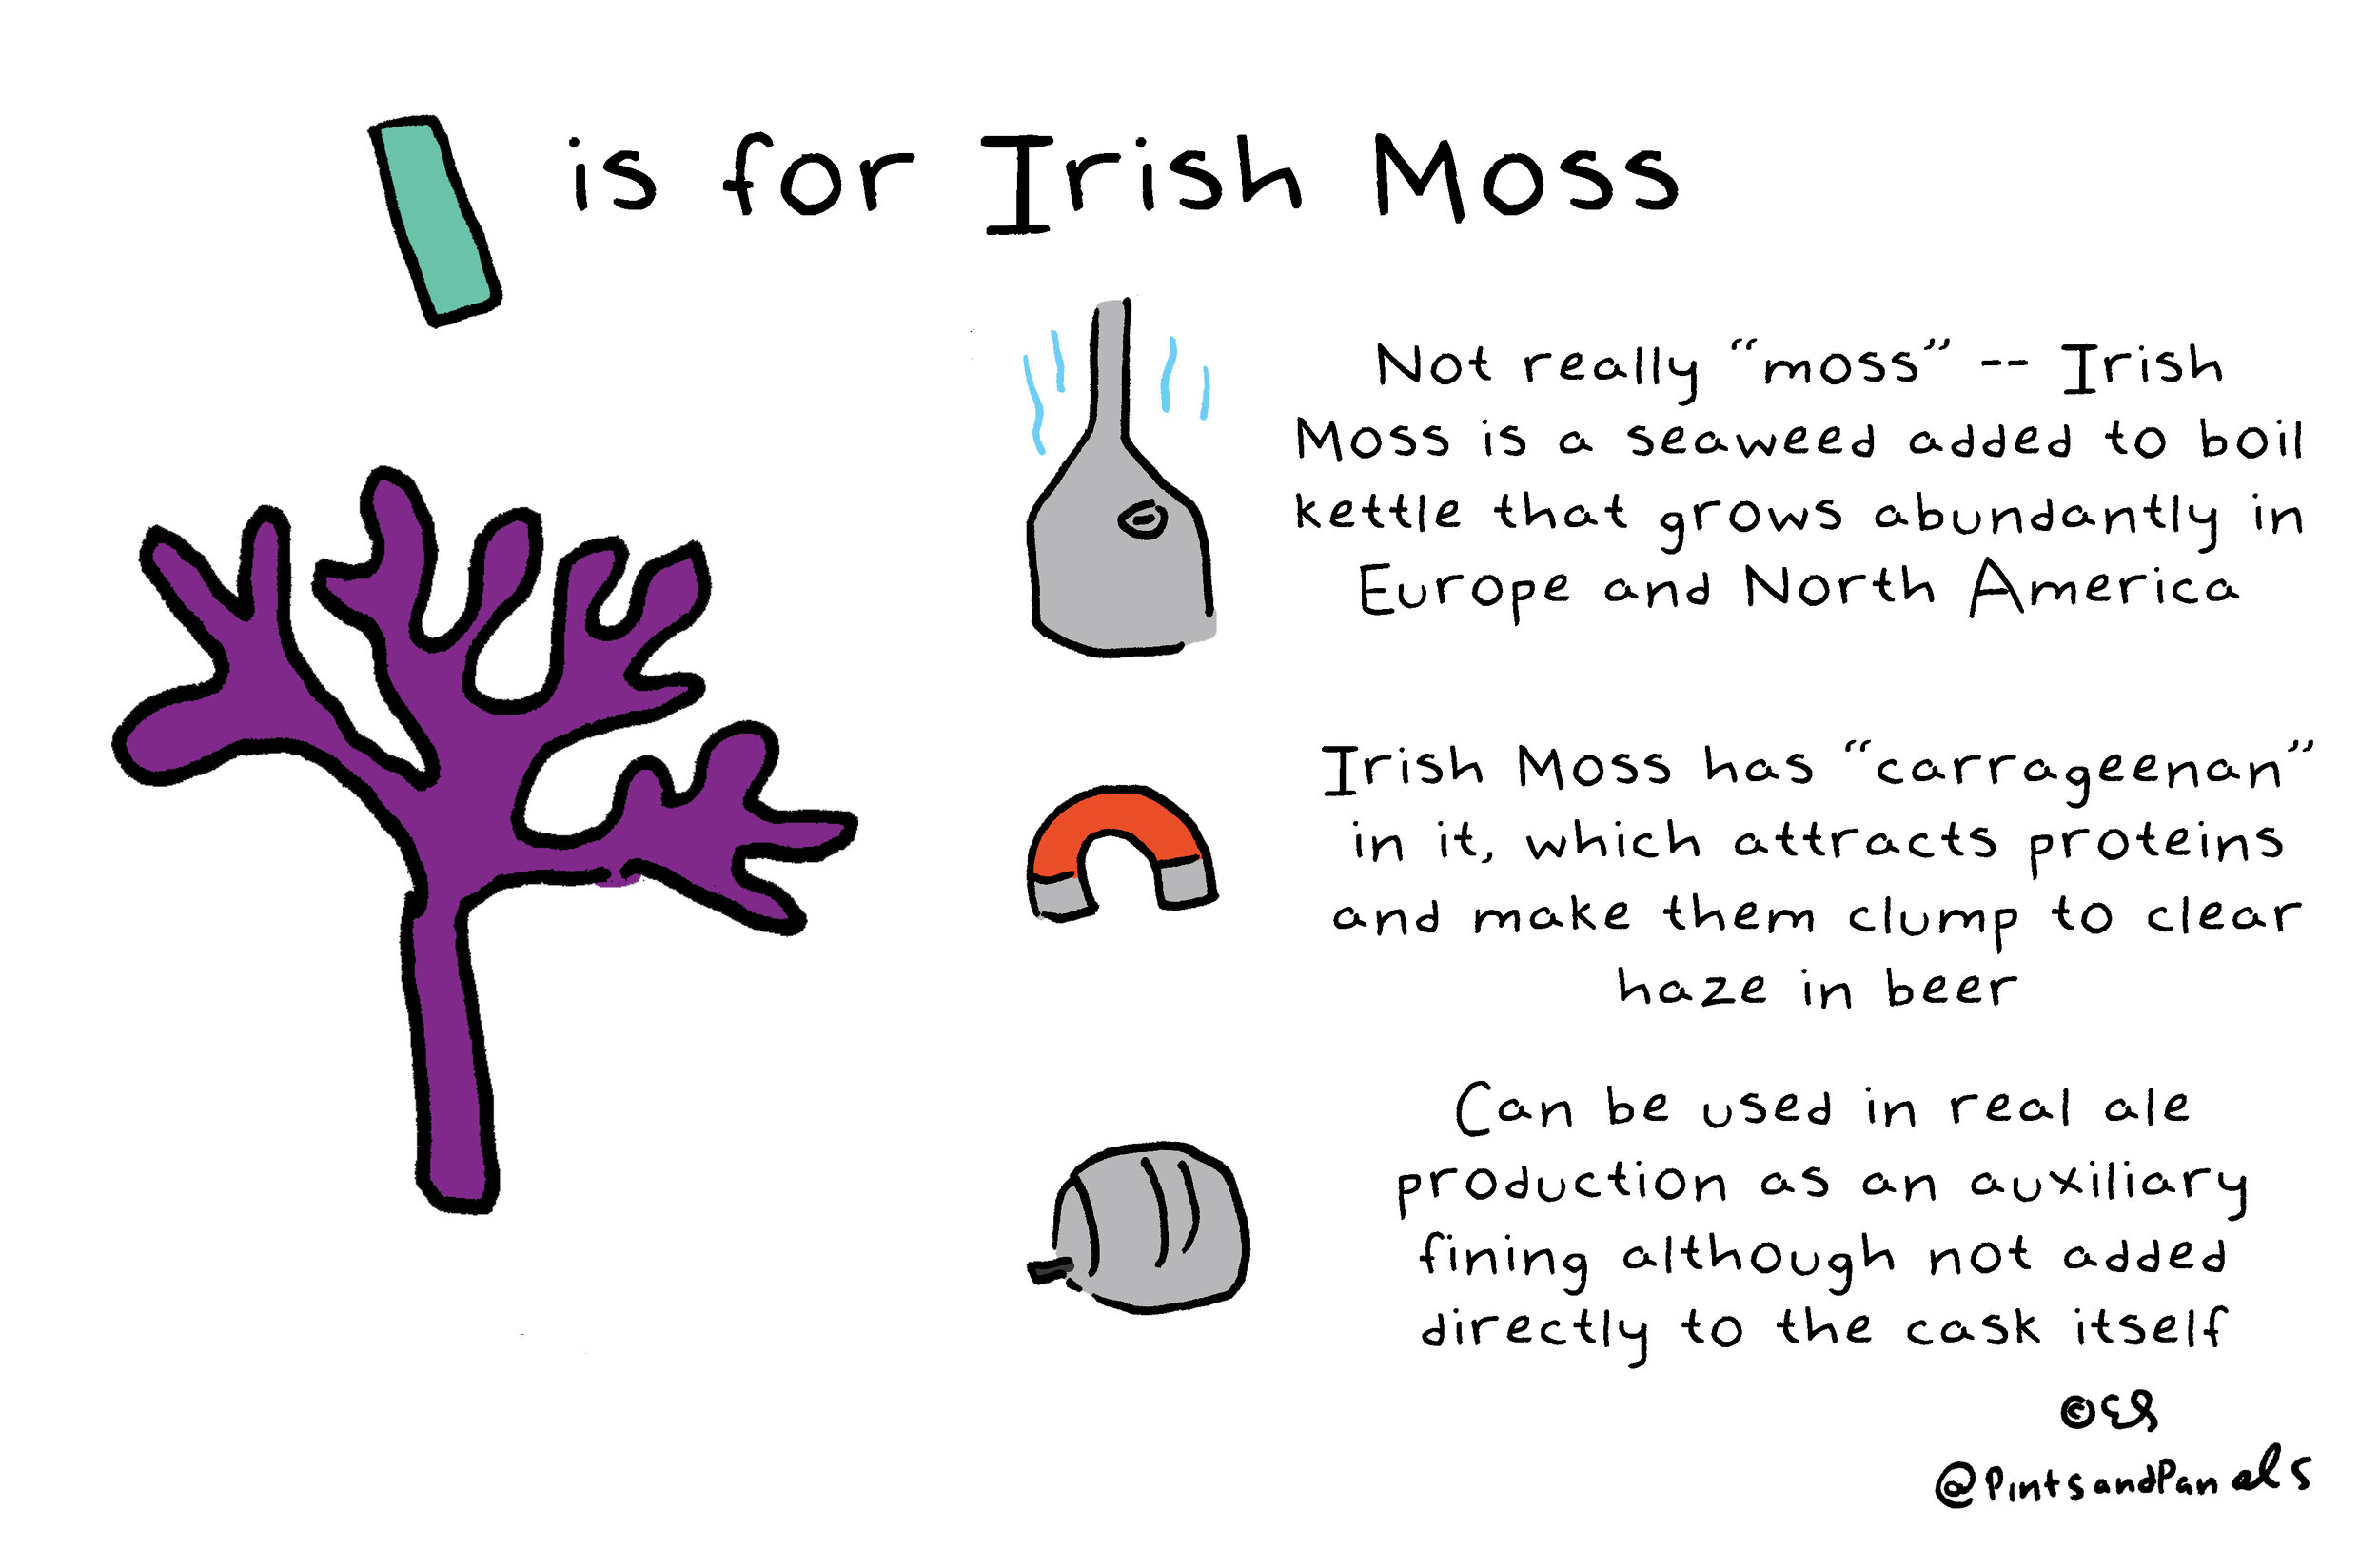 I is for Irish Moss
Not really “moss” -- Irish
Moss is a seaweed added to boil
kettle that grows abundantly in
Europe and North America
Irish Moss has “carrageenan”
in it, which attracts proteins
and make them clump to clear
haze in beer
Can be used in real ale
production as an auxiliary
fining although not added
directly to the cask itself
©ES
@PintsandPanels